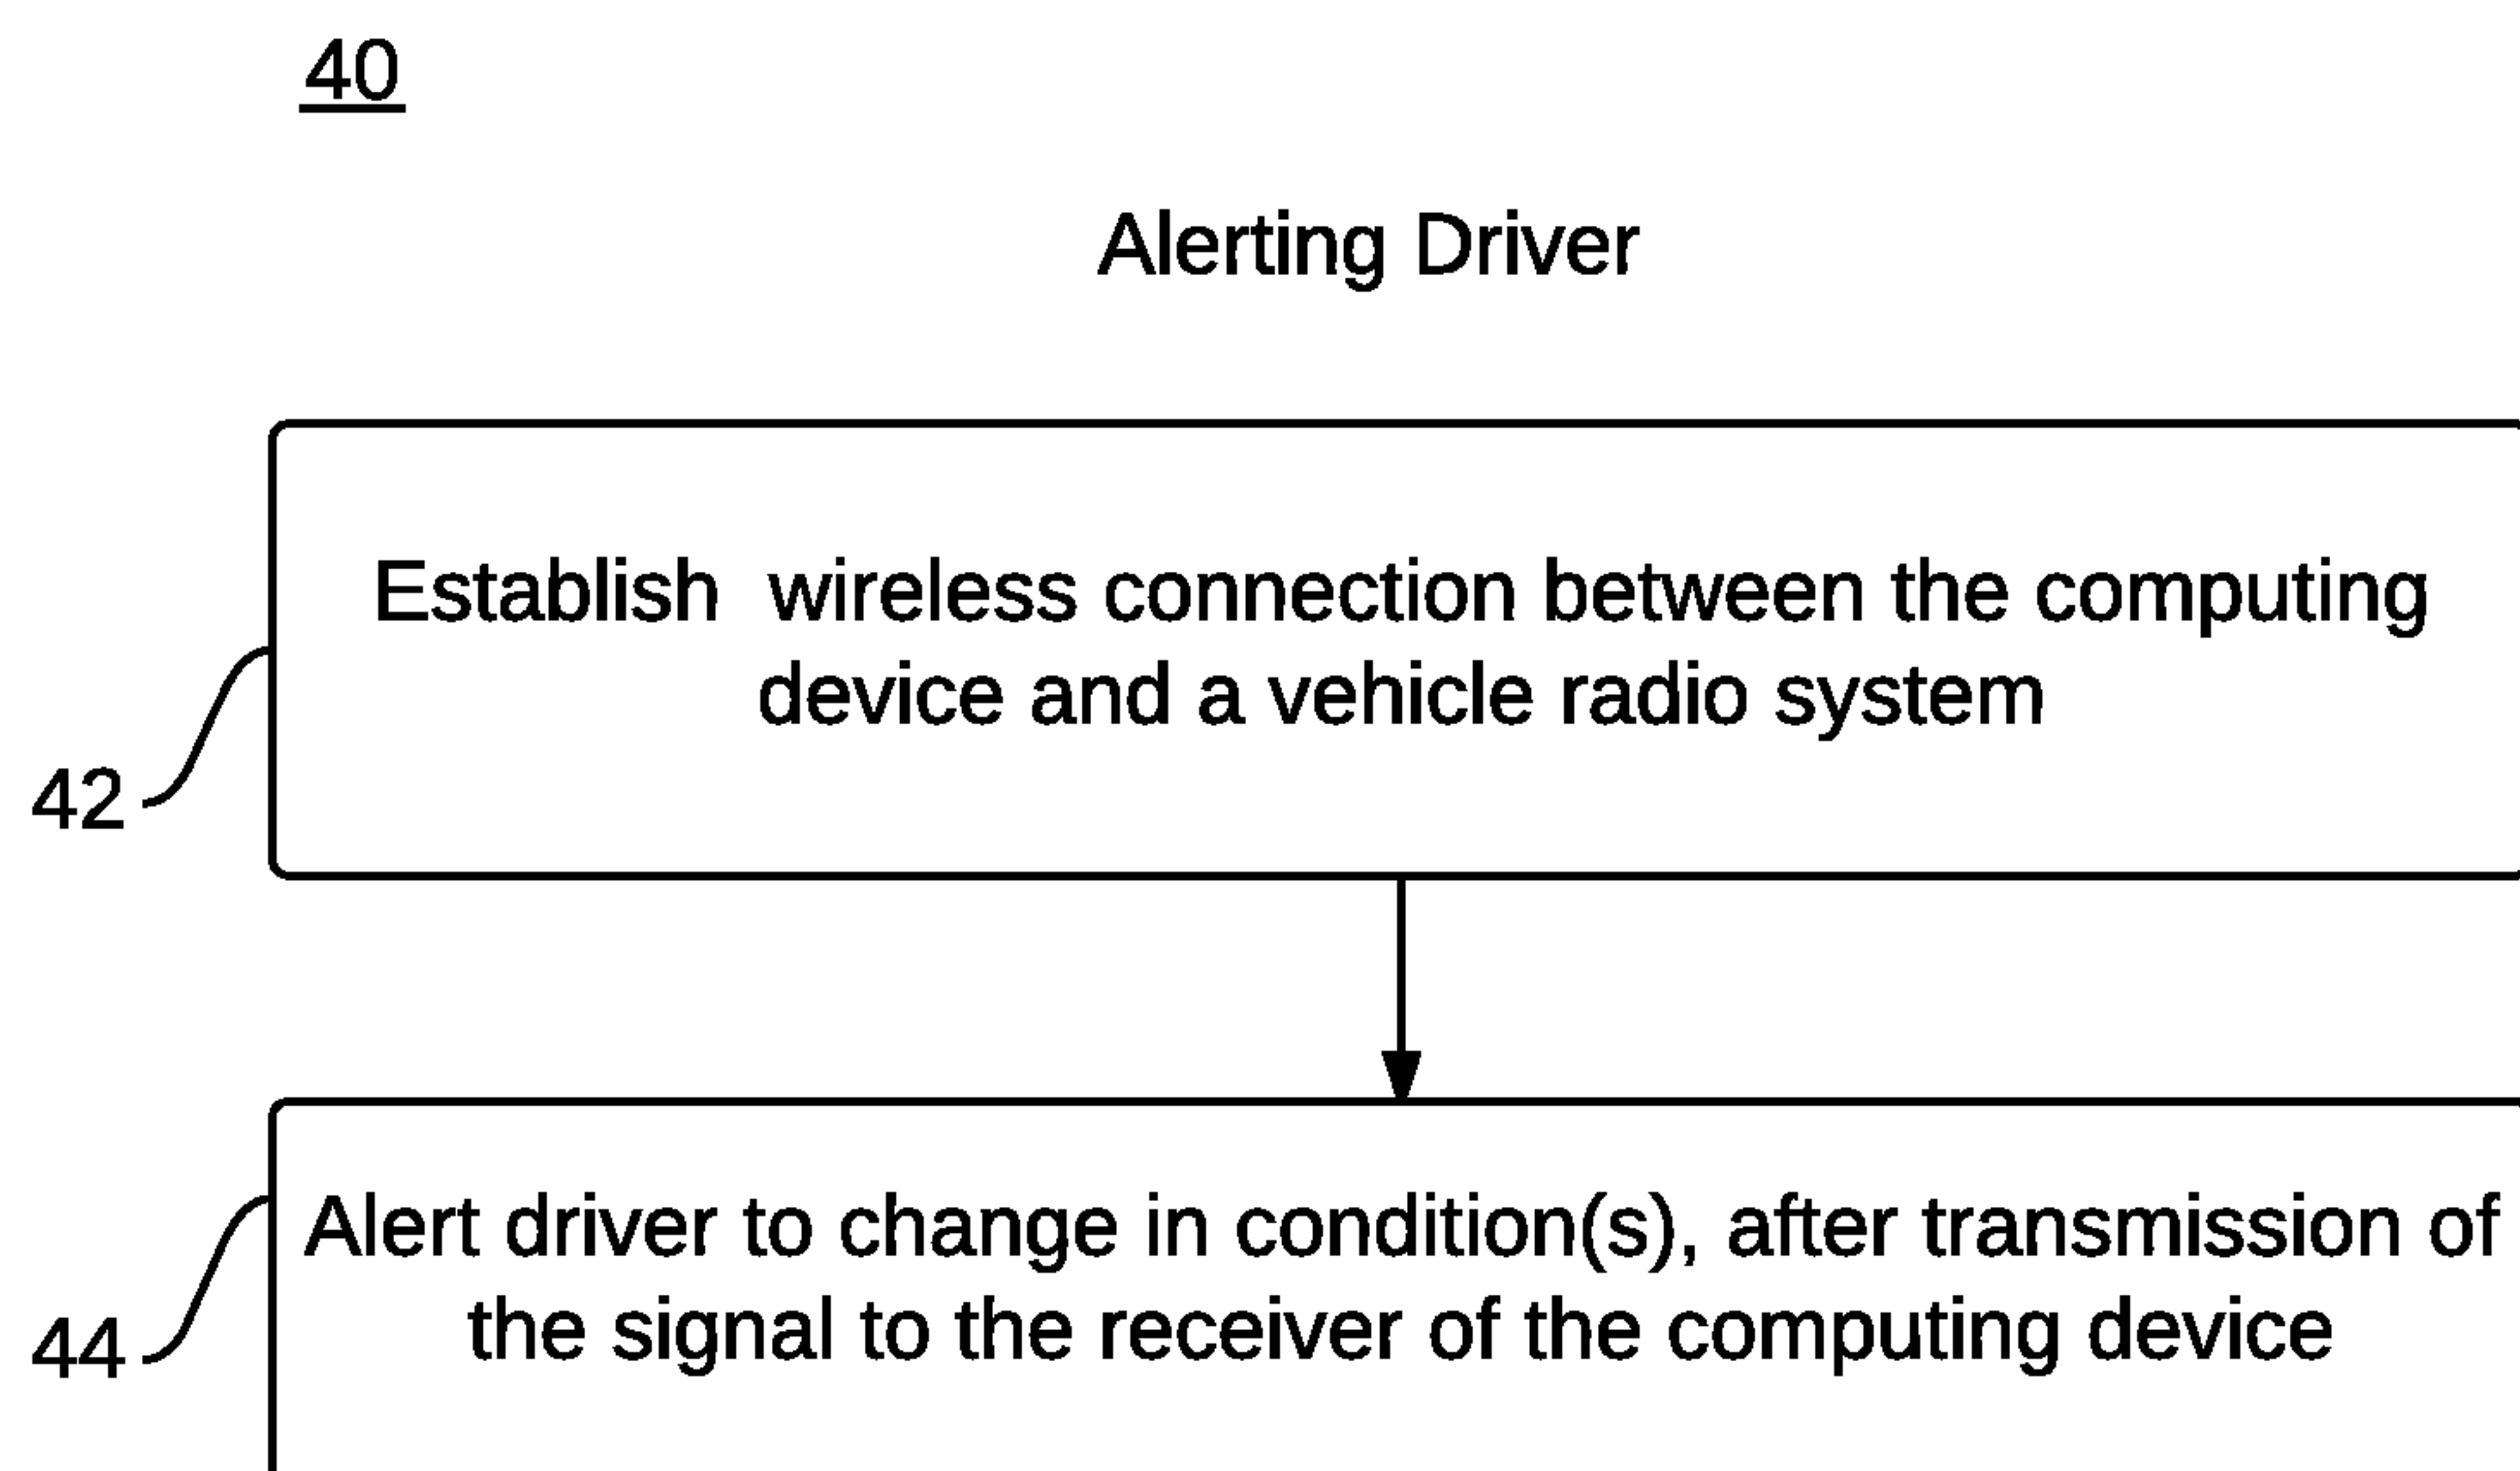 40
Alerting Driver
Establish  wireless connection between the computing
device and a vehicle radio system
42
Alert driver to change in condition(s), after transmission of
the signal to the receiver of the computing device
44